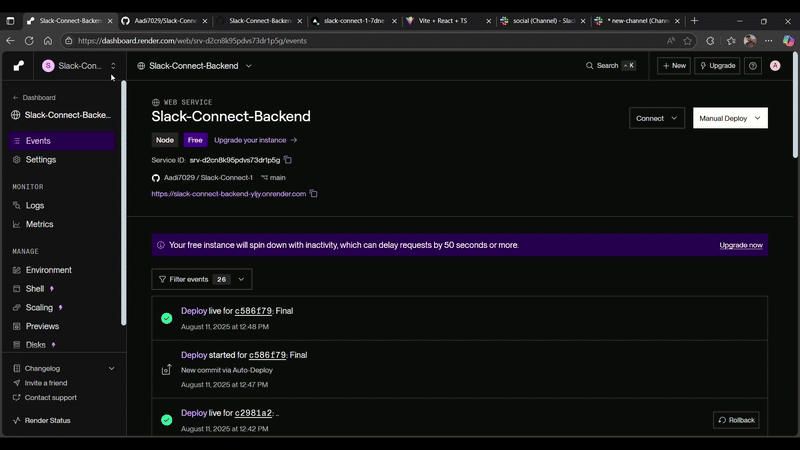 Slack-Connect-Backend
Aadi7029/Slack-Conn
Slack-Connect-Backend
slack-connect-1-7dne
Vite + React + TS
social (Channel) - Slac
* new-channel (Channe
https://dashboard.render.com/web/srv-d2cn8k95pdvs73dr1p5g/events
S Slack-Con...
Slack-Connect-Backend
Search K
+ New
Upgrade
A
← Dashboard
Slack-Connect-Backe...
Events
Settings
MONITOR
Logs
Metrics
MANAGE
Environment
Shell
Scaling
Previews
Disks
Changelog
Invite a friend
Contact support
Render Status
WEB SERVICE
Slack-Connect-Backend
Connect
Manual Deploy
Node Free Upgrade your instance →
Service ID: srv-d2cn8k95pdvs73dr1p5g
Aadi7029 / Slack-Connect-1 main
https://slack-connect-backend-yljy.onrender.com
Your free instance will spin down with inactivity, which can delay requests by 50 seconds or more.
Upgrade now
Filter events 26
Deploy live for c586f79: Final
August 11, 2025 at 12:48 PM
Deploy started for c586f79: Final
New commit via Auto-Deploy
August 11, 2025 at 12:47 PM
Deploy live for c2981a2: ..
August 11, 2025 at 12:42 PM
Rollback